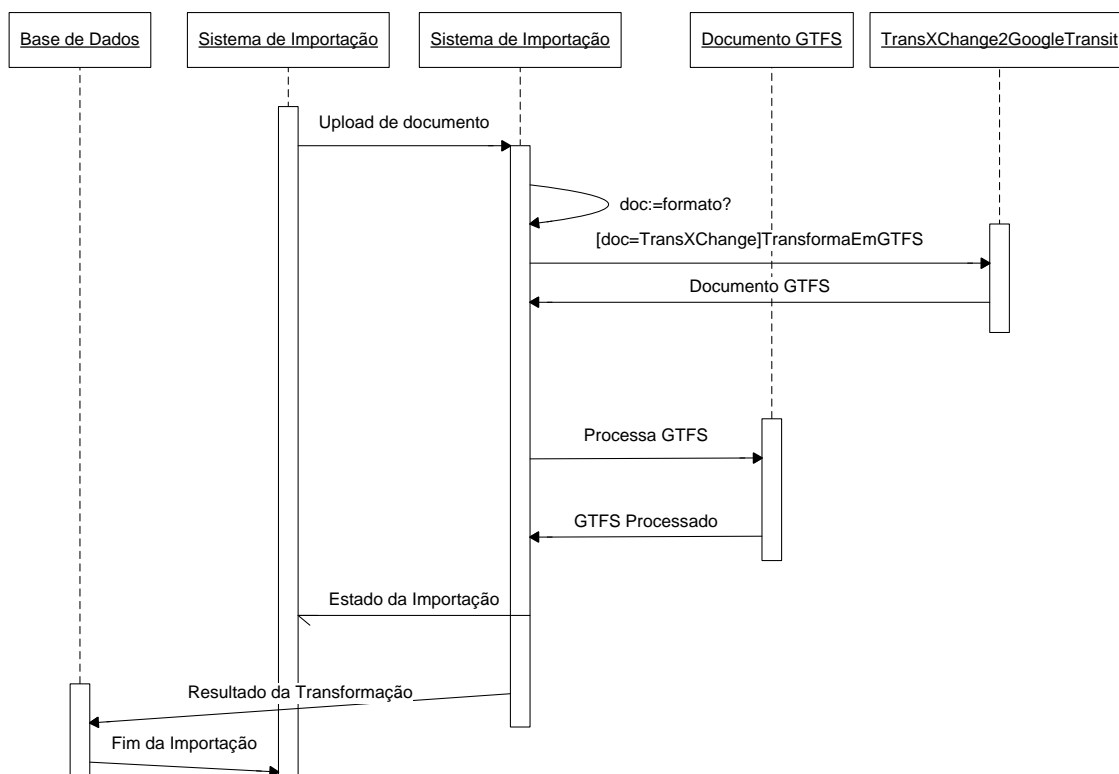 Base de Dados
Sistema de Importação
Sistema de Importação
Documento GTFS
TransXChange2GoogleTransit
Upload de documento
doc:=formato?
[doc=TransXChange]TransformaEmGTFS
Documento GTFS
Processa GTFS
GTFS Processado
Estado da Importação
Resultado da Transformação
Fim da Importação